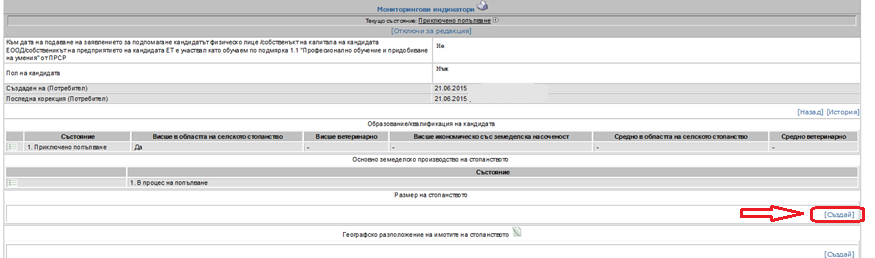 Мониторингови индикатори
Текущо състояние: Приключено попълване
[Отключи за редакция]
Към дата на подаване на заявлението за подпомагане кандидатът физическо лице /собственикът на капитала на кандидата
ЕООД/собственикът на предприятието на кандидата ЕТ е участвал като обучаем по подмярка 1.1 "Професионално обучение и придобиване
на умения" от ПРСР
Не
Пол на кандидата
Мъж
Създаден на (Потребител) 21.06.2015
Последна корекция (Потребител) 21.06.2015
[Назад] [История]
Образование/квалификация на кандидата
Състояние Висше в областта на селското стопанство Висше ветеринарно Висше икономическо със земеделска насоченост Средно в областта на селското стопанство Средно ветеринарно
1. Приключено попълване Да - - - -
Основно земеделско производство на стопанството
Състояние
1. В процес на попълване
Размер на стопанството
[Създай]
Географско разположение на имотите на стопанството
[Създай]